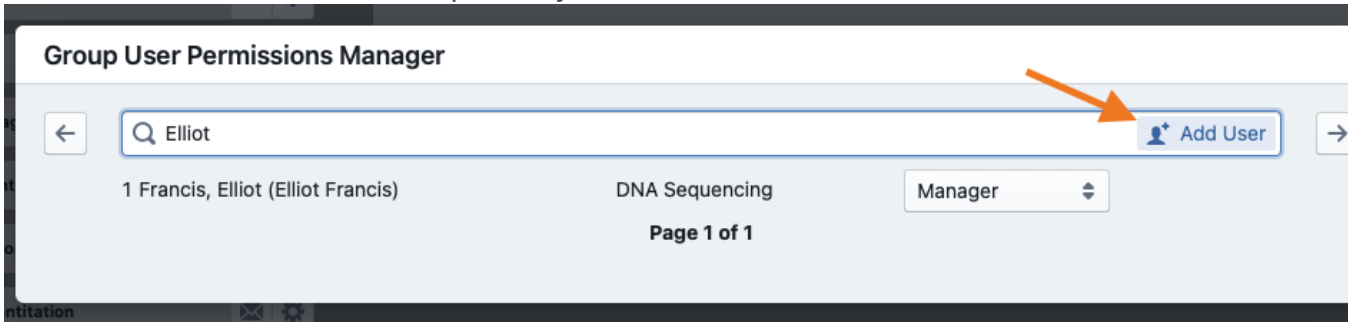 Group User Permissions Manager
Elliot
Add User
1 Francis, Elliot (Elliot Francis)
DNA Sequencing
Manager
Page 1 of 1
ntitation